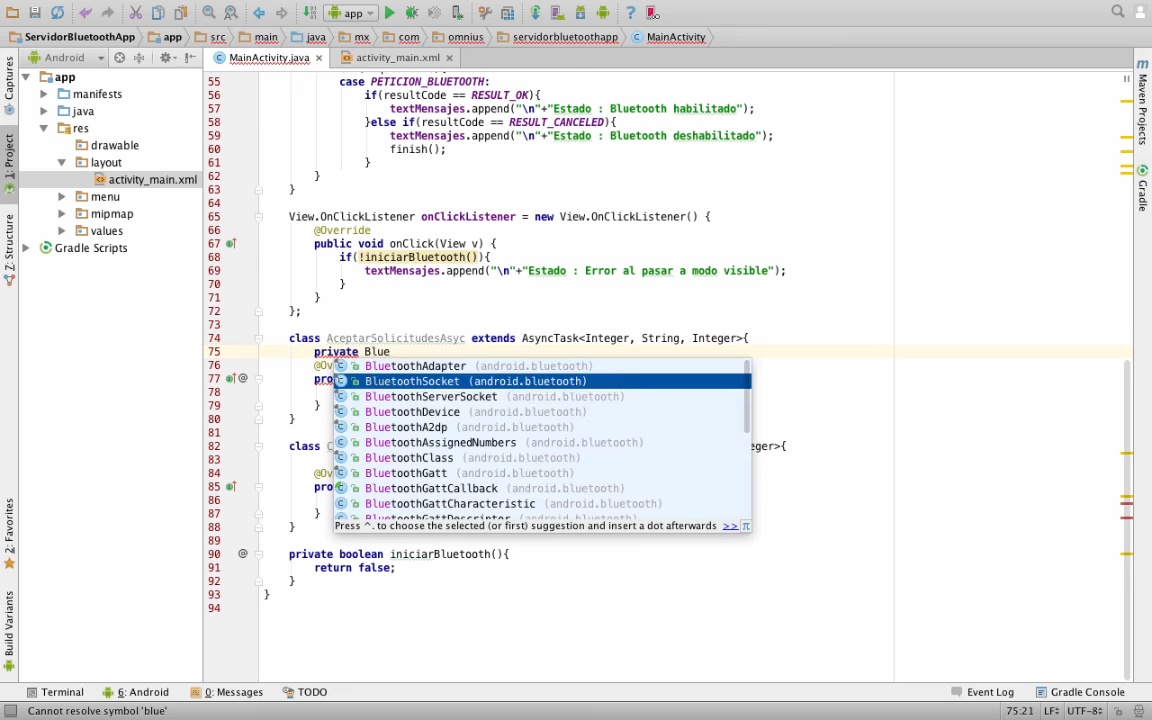 app
ServidorBluetoothApp app src main java mx com omnius servidorbluetoothapp MainActivity
Android
MainActivity.java
activity_main.xml
Captures
1: Project
Z: Structure
2: Favorites
Build Variants
app
manifests
java
res
drawable
layout
activity_main.xml
menu
mipmap
values
Gradle Scripts
55 case PETICION_BLUETOOTH:
56 if(resultCode == RESULT_OK){
57 textMensajes.append("\n"+"Estado : Bluetooth habilitado");
58 }else if(resultCode == RESULT_CANCELED){
59 textMensajes.append("\n"+"Estado : Bluetooth deshabilitado");
60 finish();
61 }
62 }
63 }
64
65 View.OnClickListener onClickListener = new View.OnClickListener() {
66 @Override
67 public void onClick(View v) {
68 if(!iniciarBluetooth()){
69 textMensajes.append("\n"+"Estado : Error al pasar a modo visible");
70 }
71 }
72 };
73
74 class AceptarSolicitudesAsyc extends AsyncTask<Integer, String, Integer>{
75 private Blue
76 @Ov
77 pro
78
79 }
80 }
81
82 class C eger>{
83
84 @Ov
85 pro
86
87 }
88 }
89
90 private boolean iniciarBluetooth(){
91 return false;
92 }
93 }
94
BluetoothAdapter (android.bluetooth)
BluetoothSocket (android.bluetooth)
BluetoothServerSocket (android.bluetooth)
BluetoothDevice (android.bluetooth)
BluetoothA2dp (android.bluetooth)
BluetoothAssignedNumbers (android.bluetooth)
BluetoothClass (android.bluetooth)
BluetoothGatt (android.bluetooth)
BluetoothGattCallback (android.bluetooth)
BluetoothGattCharacteristic (android.bluetooth)
BluetoothGattDescriptor (android.bluetooth)
Press ^. to choose the selected (or first) suggestion and insert a dot afterwards >> π
Maven Projects
Gradle
Terminal 6: Android 0: Messages TODO Event Log Gradle Console
Cannot resolve symbol 'blue' 75:21 LF UTF-8